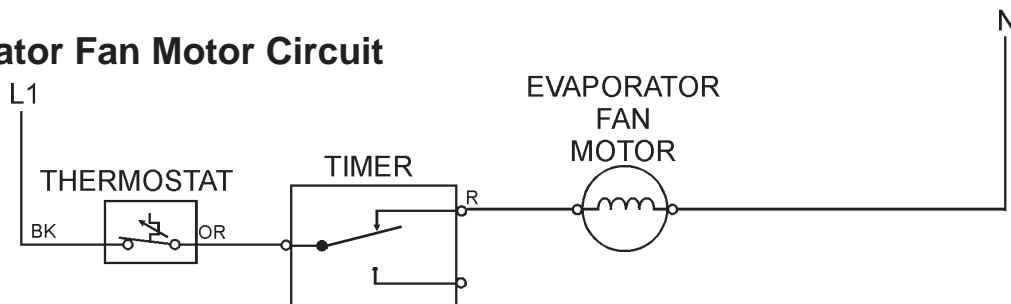 ator Fan Motor Circuit
L1
N
EVAPORATOR
FAN
MOTOR
THERMOSTAT
TIMER
BK
OR
R